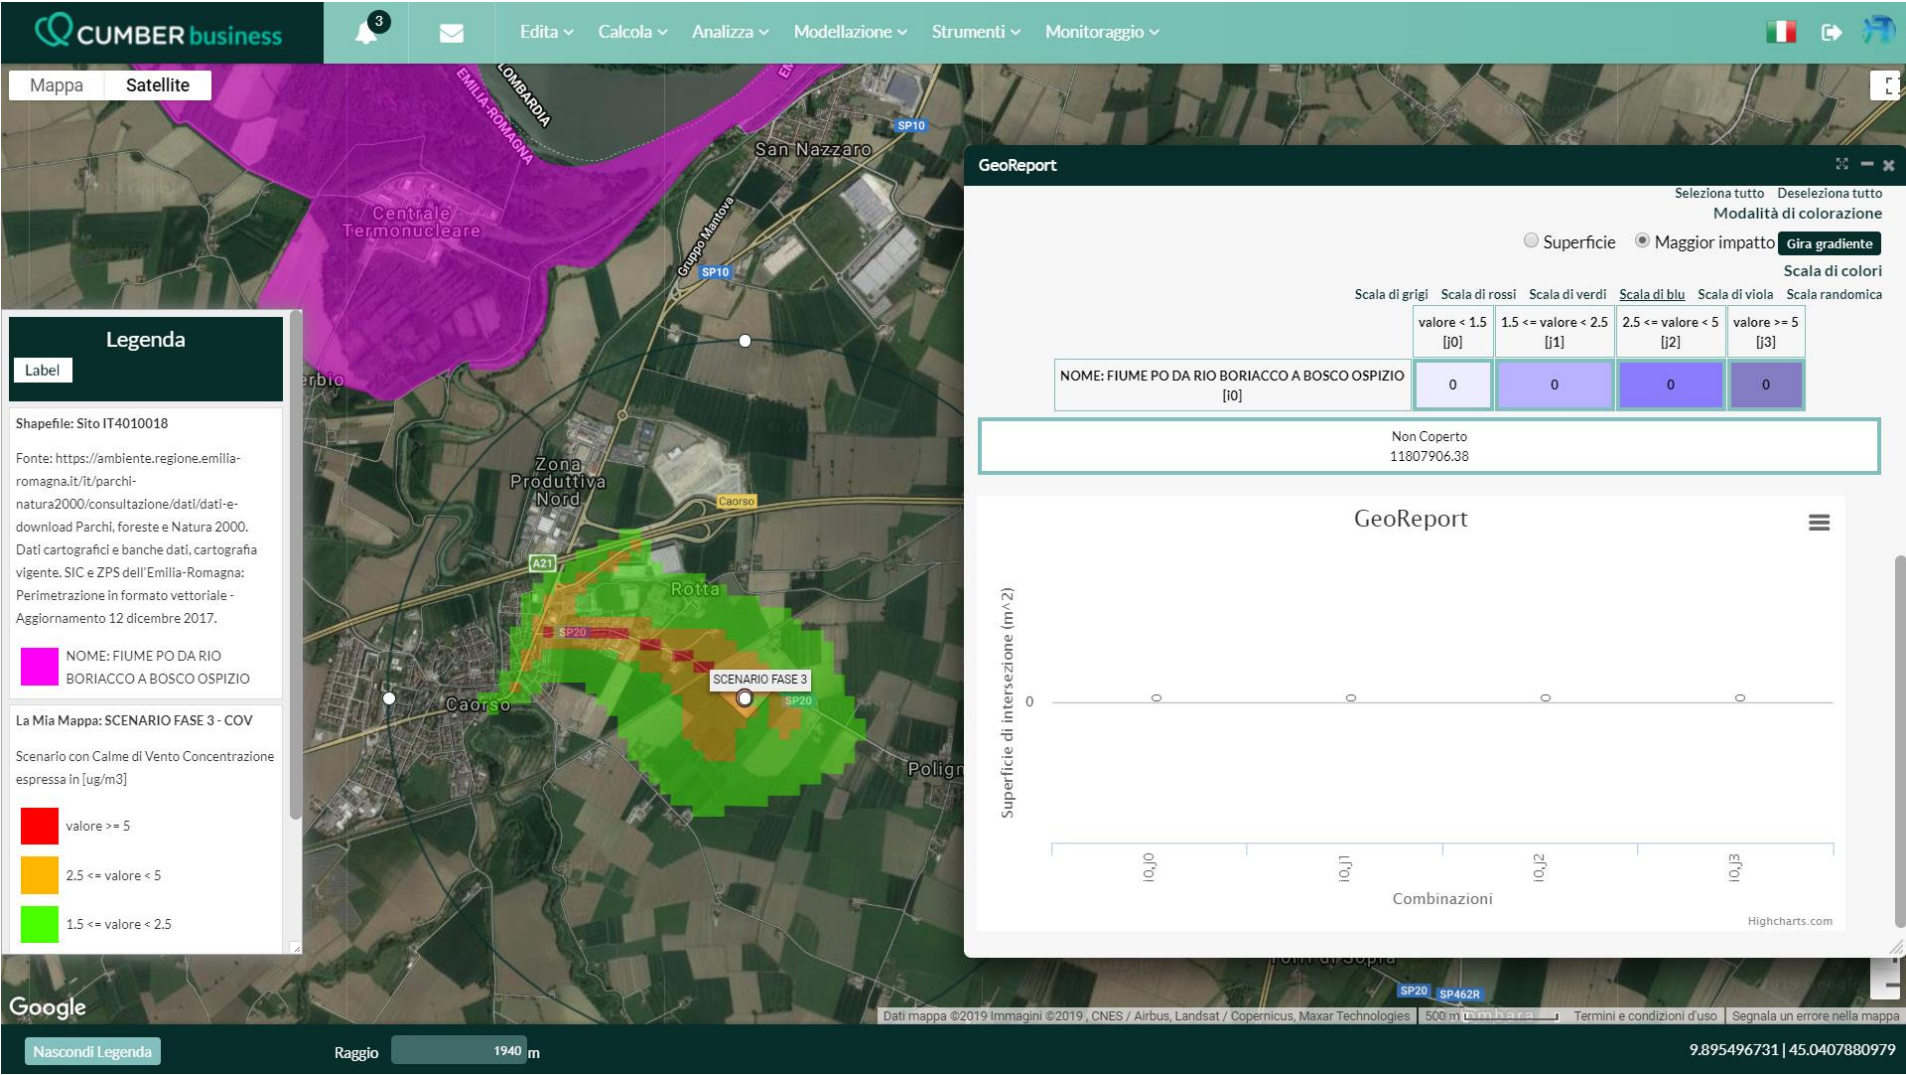 CUMBER business
3
Edita
Calcola
Analizza
Modellazione
Strumenti
Monitoraggio
Mappa
Satellite
EMILIA-ROMAGNA
LOMBARDIA
SP10
San Nazzaro
Centrale
Termonucleare
Gruppo Mantova
SP10
Zona
Produttiva
Nord
Caorso
A21
Rotta
SP20
SCENARIO FASE 3
SP20
Caorso
Polign
Legenda
Label
Shapefile: Sito IT4010018
Fonte: https://ambiente.regione.emilia-
romagna.it/it/parchi-
natura2000/consultazione/dati/dati-e-
download Parchi, foreste e Natura 2000.
Dati cartografici e banche dati, cartografia
vigente. SIC e ZPS dell'Emilia-Romagna:
Perimetrazione in formato vettoriale -
Aggiornamento 12 dicembre 2017.
NOME: FIUME PO DA RIO
BORIACCO A BOSCO OSPIZIO
La Mia Mappa: SCENARIO FASE 3 - COV
Scenario con Calme di Vento Concentrazione
espressa in [ug/m3]
valore >= 5
2.5 <= valore < 5
1.5 <= valore < 2.5
GeoReport
Seleziona tutto Deseleziona tutto
Modalità di colorazione
Superficie Maggior impatto Gira gradiente
Scala di colori
Scala di grigi Scala di rossi Scala di verdi Scala di blu Scala di viola Scala randomica
valore < 1.5 1.5 <= valore < 2.5 2.5 <= valore < 5 valore >= 5
[j0] [j1] [j2] [j3]
NOME: FIUME PO DA RIO BORIACCO A BOSCO OSPIZIO
[i0]
0 0 0 0
Non Coperto
11807906.38
GeoReport
Superficie di intersezione (m^2)
0
0 0 0 0
i0,j0 i0,j1 i0,j2 i0,j3
Combinazioni
Highcharts.com
SP20 SP462R
Google
Dati mappa ©2019 Immagini ©2019 , CNES / Airbus, Landsat / Copernicus, Maxar Technologies 500 m Termini e condizioni d'uso Segnala un errore nella mappa
Nascondi Legenda
Raggio 1940 m
9.895496731 | 45.0407880979